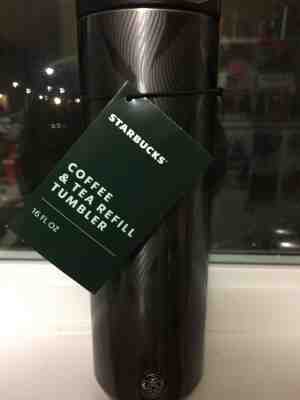 STARBUCKS®
COFFEE
& TEA REFILL
TUMBLER
16 FL OZ